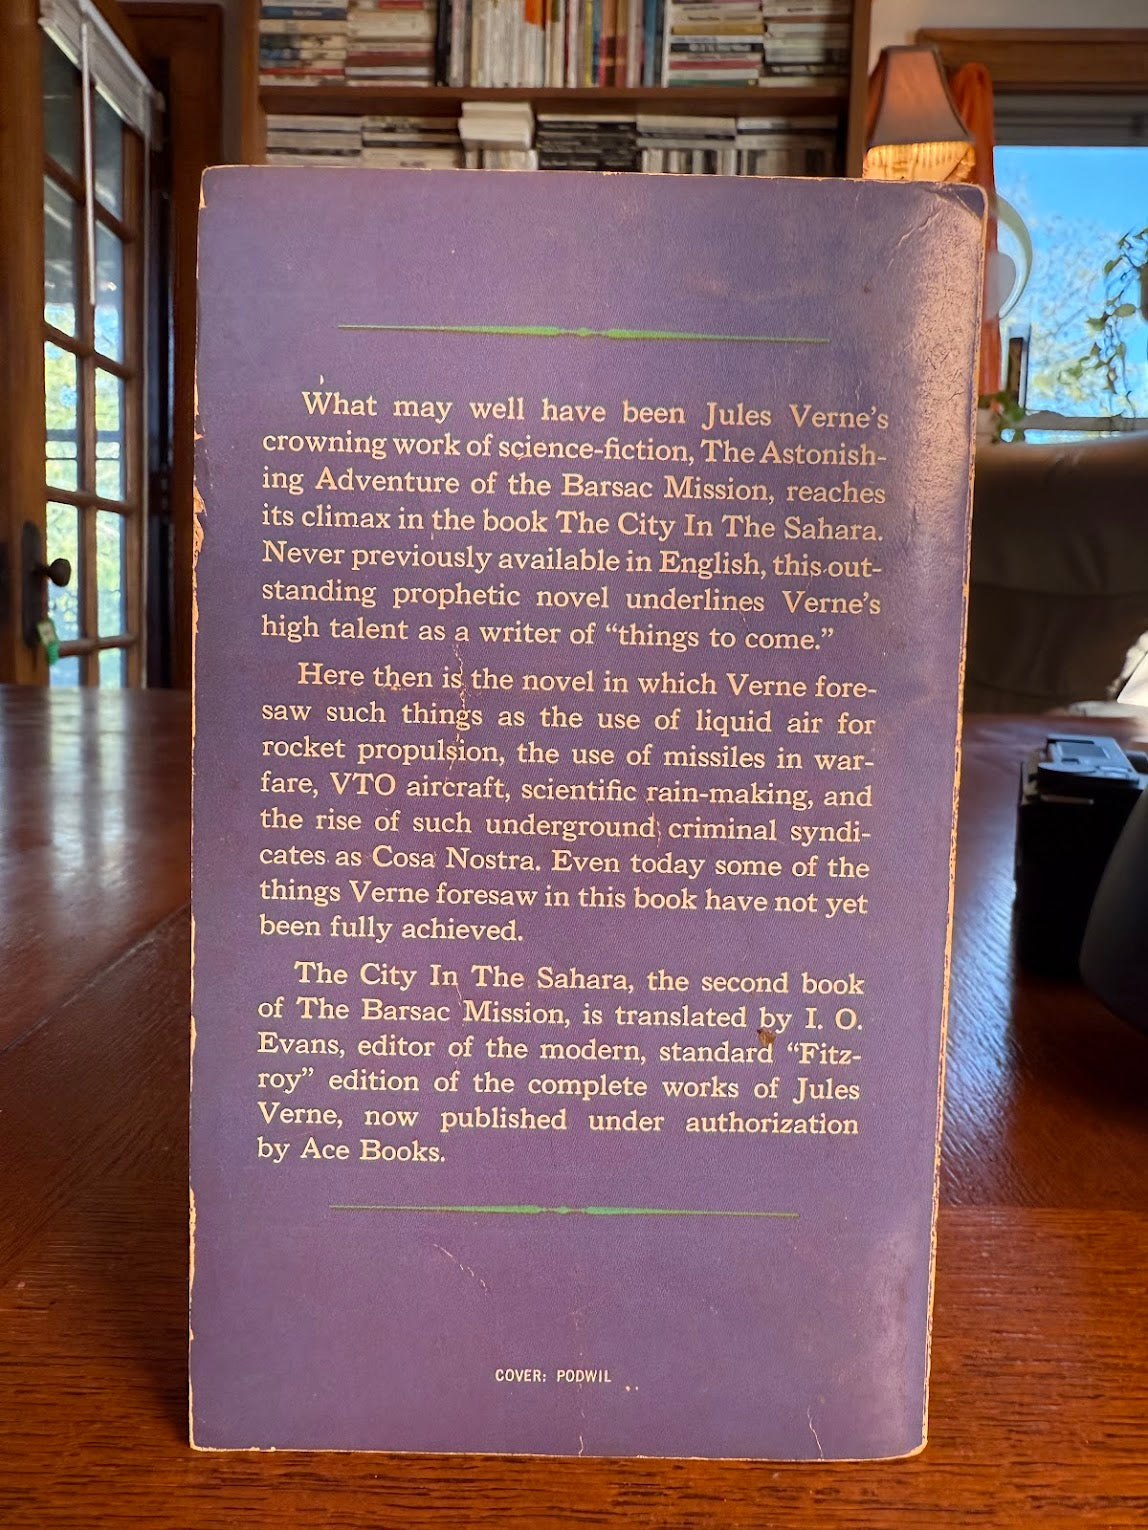 What may well have been Jules Verne's
crowning work of science-fiction, The Astonish-
ing Adventure of the Barsac Mission, reaches
its climax in the book The City In The Sahara.
Never previously available in English, this out-
standing prophetic novel underlines Verne's
high talent as a writer of “things to come.”
Here then is the novel in which Verne fore-
saw such things as the use of liquid air for
rocket propulsion, the use of missiles in war-
fare, VTO aircraft, scientific rain-making, and
the rise of such underground criminal syndi-
cates as Cosa Nostra. Even today some of the
things Verne foresaw in this book have not yet
been fully achieved.
The City In The Sahara, the second book
of The Barsac Mission, is translated by I. O.
Evans, editor of the modern, standard “Fitz-
roy” edition of the complete works of Jules
Verne, now published under authorization
by Ace Books.
COVER: PODWIL